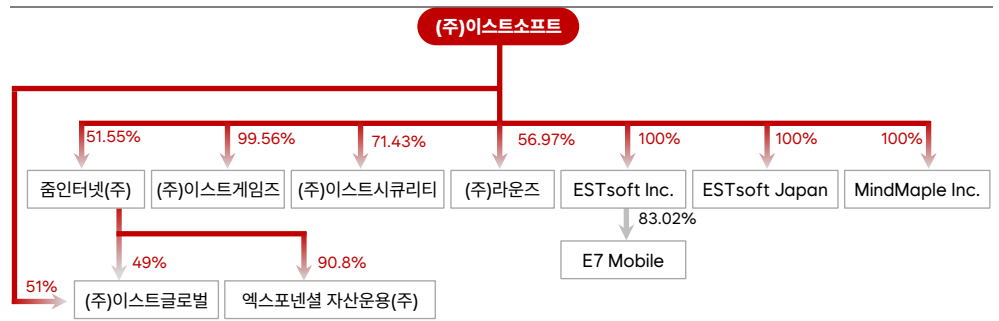 (주)이스트소프트
51.55% 99.56% 71.43% 56.97% 100% 100% 100%
줌인터넷(주) (주)이스트게임즈 (주)이스트시큐리티 (주)라운즈 ESTsoft Inc. ESTsoft Japan MindMaple Inc.
83.02%
E7 Mobile
49% 90.8%
51%
(주)이스트글로벌 엑스포넨셜 자산운용(주)